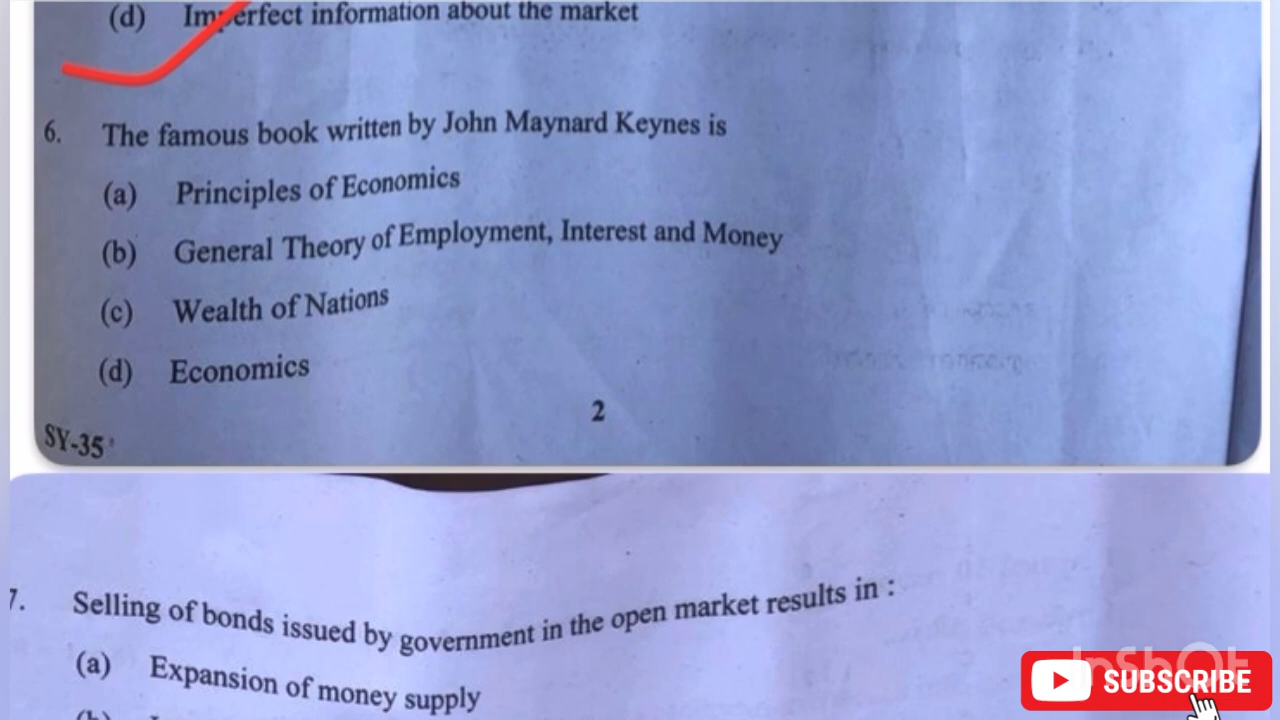 (d) Imperfect information about the market
6. The famous book written by John Maynard Keynes is
(a) Principles of Economics
(b) General Theory of Employment, Interest and Money
(c) Wealth of Nations
(d) Economics
2
SY-35
7. Selling of bonds issued by government in the open market results in :
(a) Expansion of money supply
InShOt
SUBSCRIBE